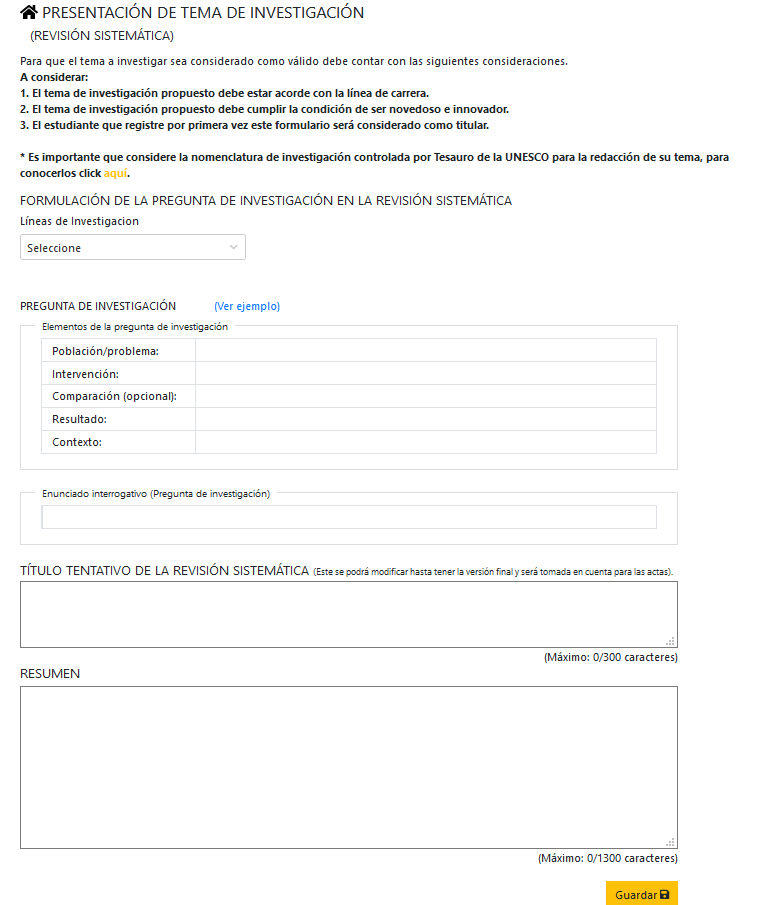 PRESENTACIÓN DE TEMA DE INVESTIGACIÓN
(REVISIÓN SISTEMÁTICA)
Para que el tema a investigar sea considerado como válido debe contar con las siguientes consideraciones.
A considerar:
1. El tema de investigación propuesto debe estar acorde con la línea de carrera.
2. El tema de investigación propuesto debe cumplir la condición de ser novedoso e innovador.
3. El estudiante que registre por primera vez este formulario será considerado como titular.
* Es importante que considere la nomenclatura de investigación controlada por Tesauro de la UNESCO para la redacción de su tema, para
conocerlos click aquí.
FORMULACIÓN DE LA PREGUNTA DE INVESTIGACIÓN EN LA REVISIÓN SISTEMÁTICA
Líneas de Investigacion
Seleccione
PREGUNTA DE INVESTIGACIÓN (Ver ejemplo)
Elementos de la pregunta de investigación
Población/problema:
Intervención:
Comparación (opcional):
Resultado:
Contexto:
Enunciado interrogativo (Pregunta de investigación)
TÍTULO TENTATIVO DE LA REVISIÓN SISTEMÁTICA (Este se podrá modificar hasta tener la versión final y será tomada en cuenta para las actas).
(Máximo: 0/300 caracteres)
RESUMEN
(Máximo: 0/1300 caracteres)
Guardar